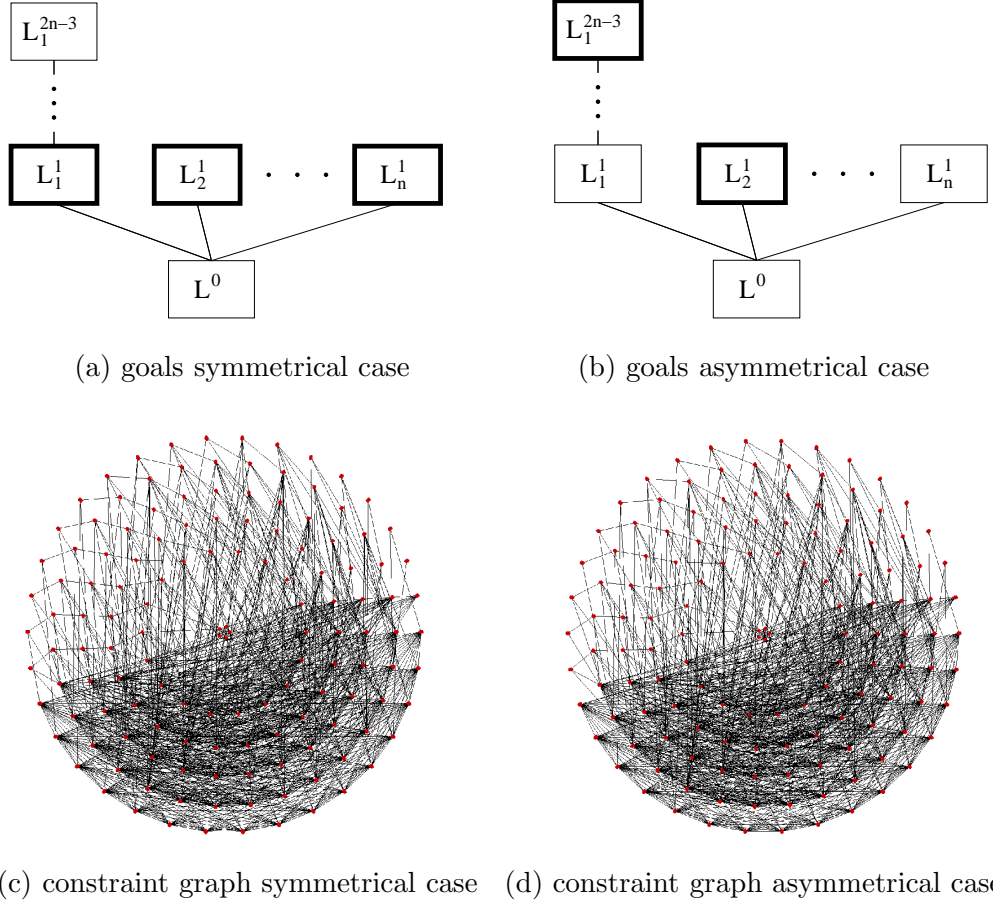 L_1^{2n−3} L_1^{2n−3}
L_1^1 L_2^1 · · · L_n^1 L_1^1 L_2^1 · · · L_n^1
L^0 L^0
(a) goals symmetrical case (b) goals asymmetrical case
(c) constraint graph symmetrical case (d) constraint graph asymmetrical case